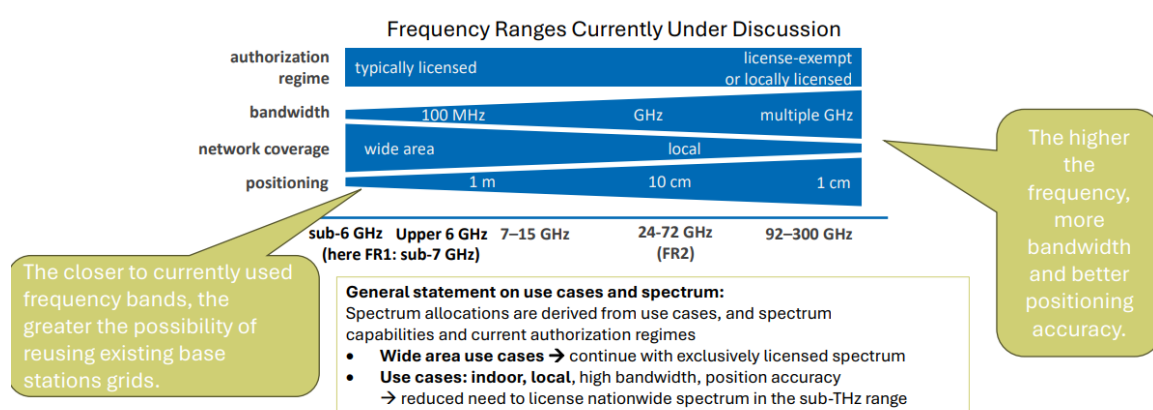 Frequency Ranges Currently Under Discussion
authorization
regime
typically licensed
license-exempt
or locally licensed
bandwidth
100 MHz
GHz
multiple GHz
network coverage
wide area
local
positioning
1 m
10 cm
1 cm
sub-6 GHz
Upper 6 GHz
(here FR1: sub-7 GHz)
7–15 GHz
24-72 GHz
(FR2)
92–300 GHz
The closer to currently used
frequency bands, the
greater the possibility of
reusing existing base
stations grids.
The higher
the
frequency,
more
bandwidth
and better
positioning
accuracy.
General statement on use cases and spectrum:
Spectrum allocations are derived from use cases, and spectrum
capabilities and current authorization regimes
• Wide area use cases → continue with exclusively licensed spectrum
• Use cases: indoor, local, high bandwidth, position accuracy
→ reduced need to license nationwide spectrum in the sub-THz range